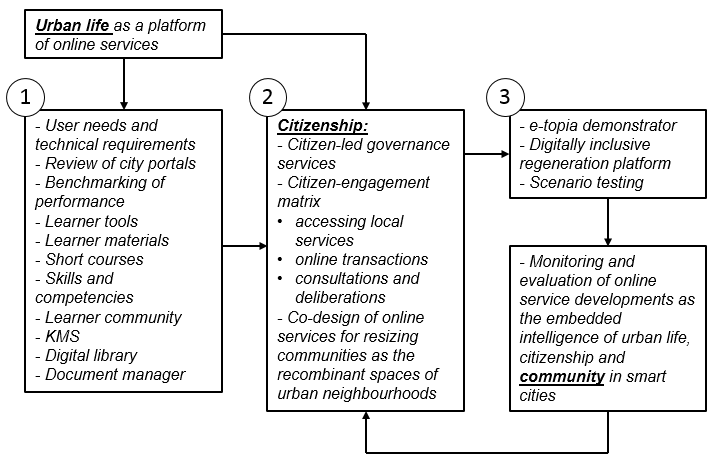 Urban life as a platform
of online services
1
- User needs and
technical requirements
- Review of city portals
- Benchmarking of
performance
- Learner tools
- Learner materials
- Short courses
- Skills and
competencies
- Learner community
- KMS
- Digital library
- Document manager
2
Citizenship:
- Citizen-led governance
services
- Citizen-engagement
matrix
• accessing local
services
• online transactions
• consultations and
deliberations
- Co-design of online
services for resizing
communities as the
recombinant spaces of
urban neighbourhoods
3
- e-topia demonstrator
- Digitally inclusive
regeneration platform
- Scenario testing
- Monitoring and
evaluation of online
service developments as
the embedded
intelligence of urban life,
citizenship and
community in smart
cities